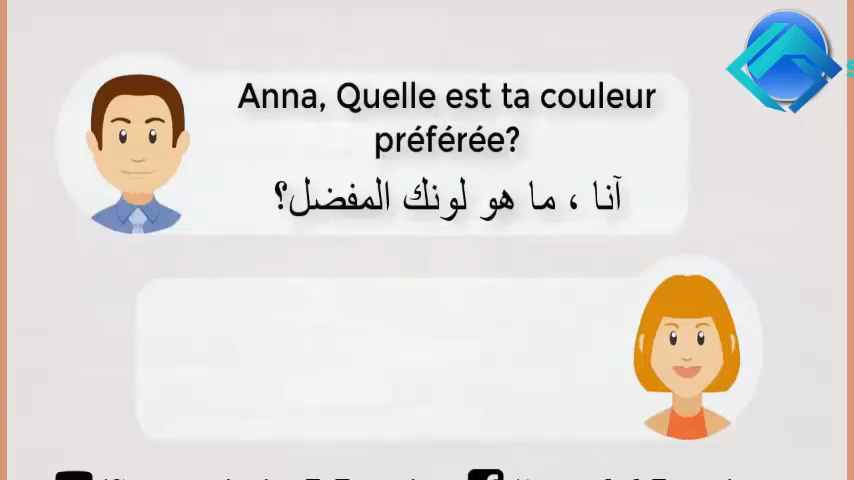 Anna, Quelle est ta couleur
préférée?
آنا ، ما هو لونك المفضل؟